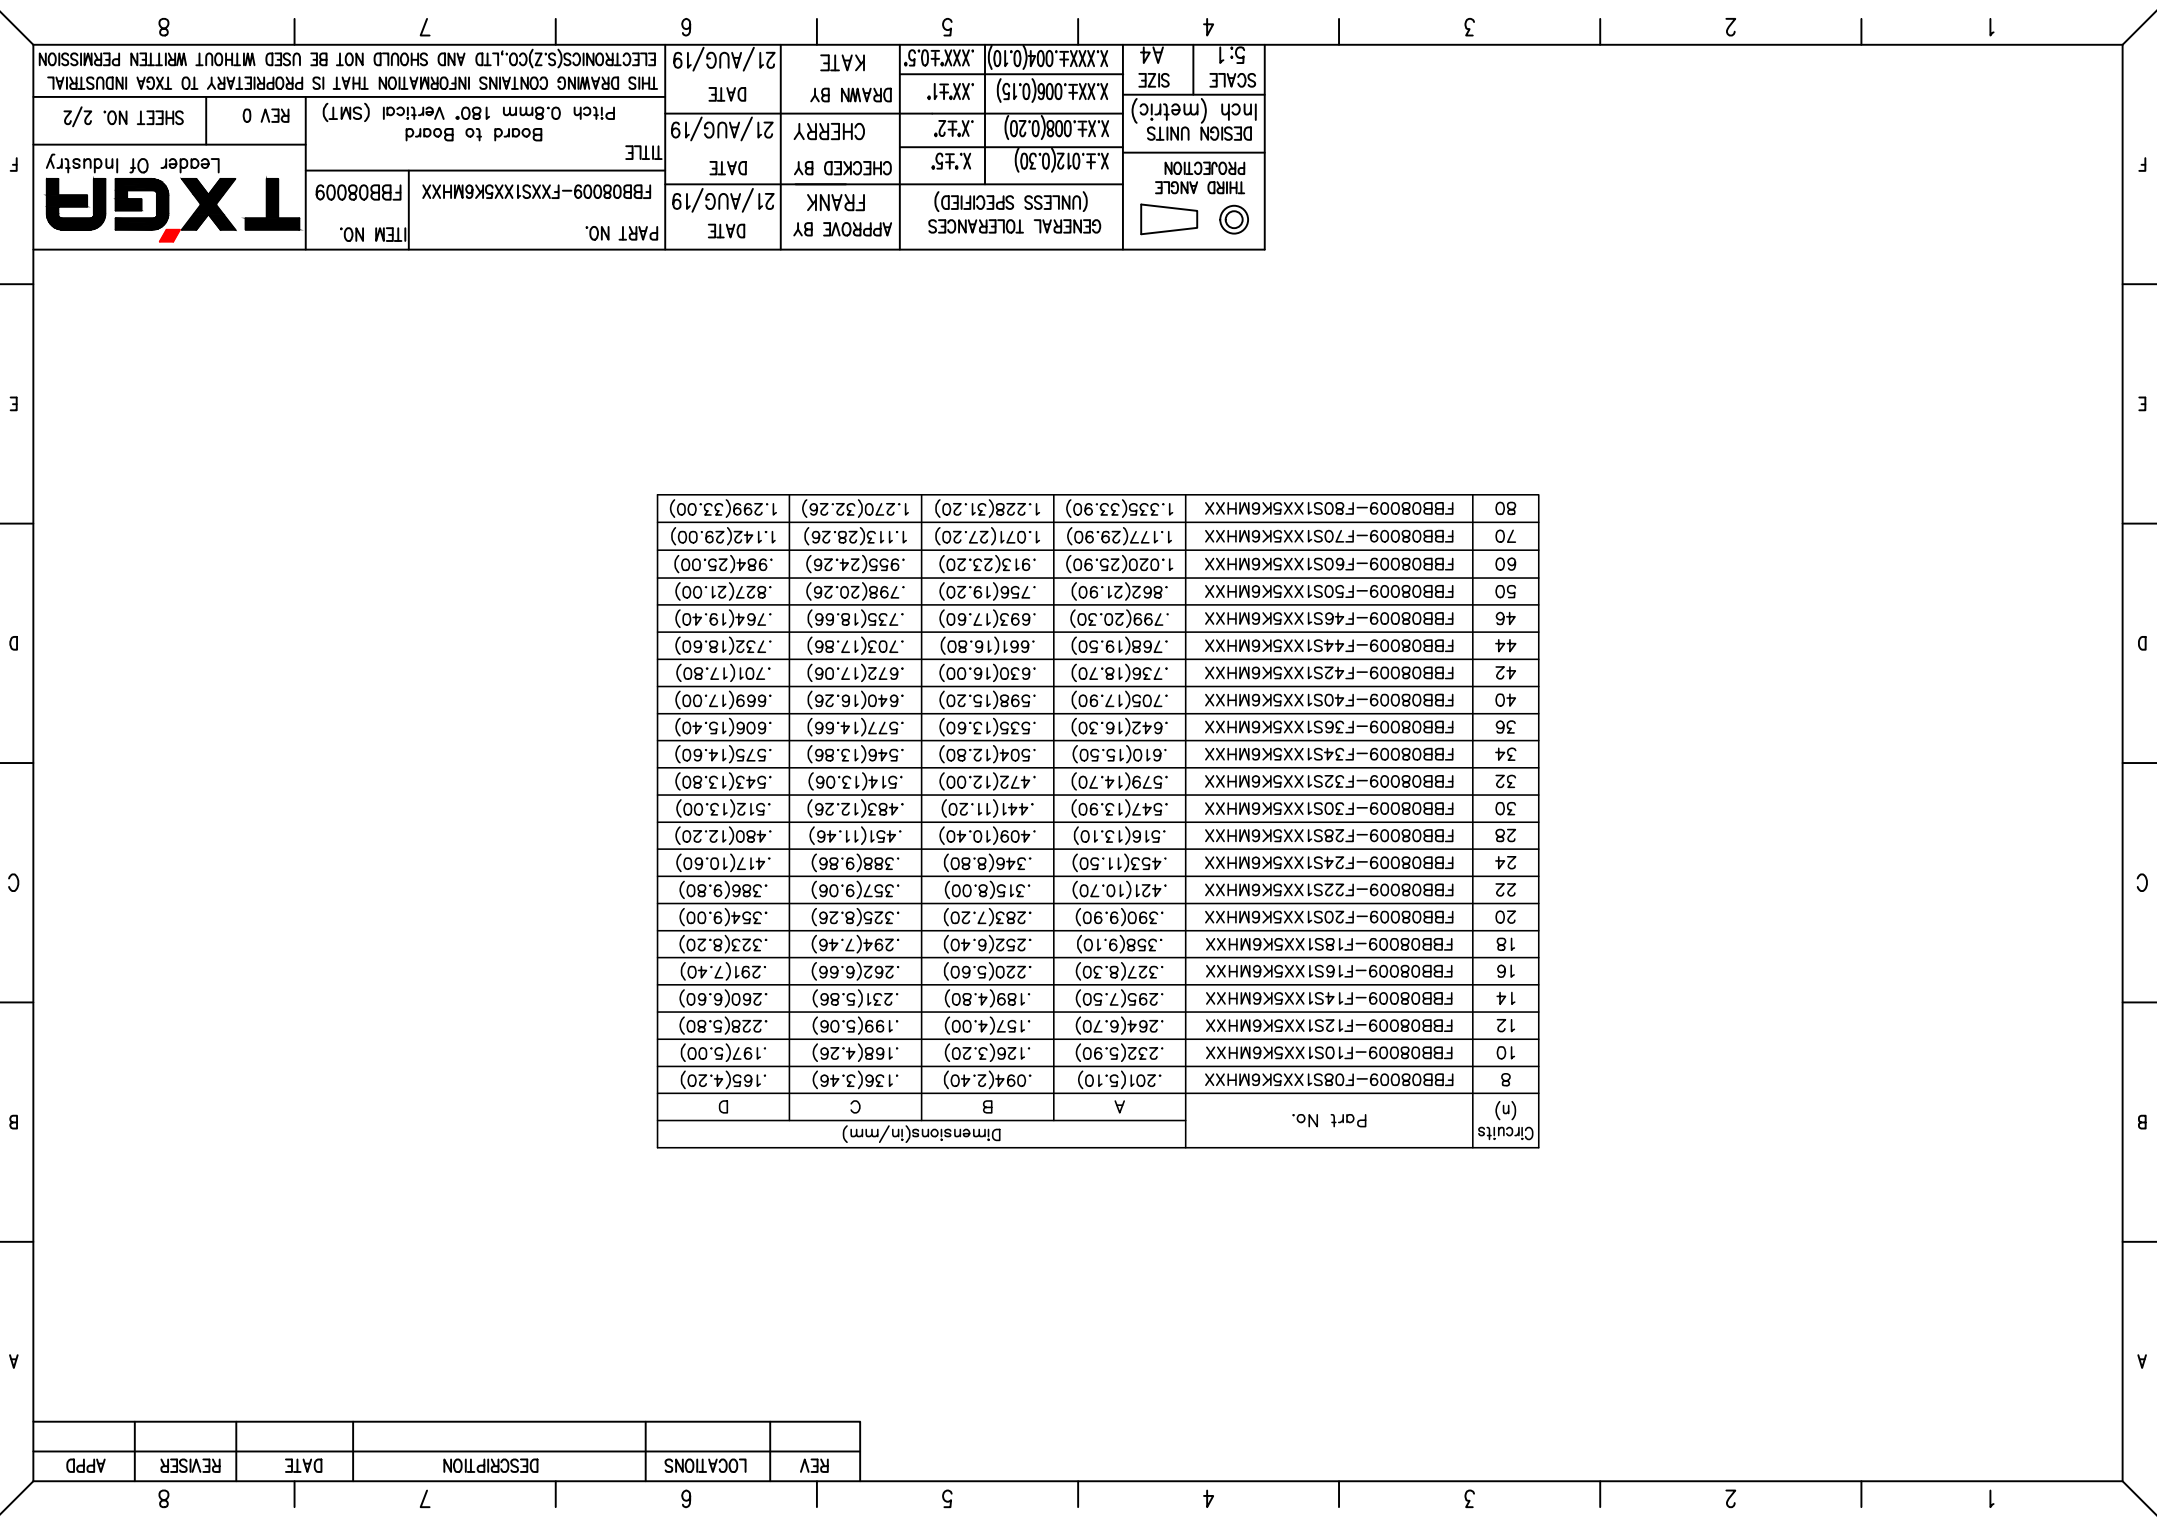 1 2 3 4 5 6 7 8
REV LOCATIONS DESCRIPTION DATE REVISER APPD
A A
B B
C C
D D
E E
F F
Circuits (n) Part No. Dimensions(in/mm)
A B C D
8 FBB08009-F08S1XX5K6MHXX .201(5.10) .094(2.40) .136(3.46) .165(4.20)
10 FBB08009-F10S1XX5K6MHXX .232(5.90) .126(3.20) .168(4.26) .197(5.00)
12 FBB08009-F12S1XX5K6MHXX .264(6.70) .157(4.00) .199(5.06) .228(5.80)
14 FBB08009-F14S1XX5K6MHXX .295(7.50) .189(4.80) .231(5.86) .260(6.60)
16 FBB08009-F16S1XX5K6MHXX .327(8.30) .220(5.60) .262(6.66) .291(7.40)
18 FBB08009-F18S1XX5K6MHXX .358(9.10) .252(6.40) .294(7.46) .323(8.20)
20 FBB08009-F20S1XX5K6MHXX .390(9.90) .283(7.20) .325(8.26) .354(9.00)
22 FBB08009-F22S1XX5K6MHXX .421(10.70) .315(8.00) .357(9.06) .386(9.80)
24 FBB08009-F24S1XX5K6MHXX .453(11.50) .346(8.80) .388(9.86) .417(10.60)
28 FBB08009-F28S1XX5K6MHXX .516(13.10) .409(10.40) .451(11.46) .480(12.20)
30 FBB08009-F30S1XX5K6MHXX .547(13.90) .441(11.20) .483(12.26) .512(13.00)
32 FBB08009-F32S1XX5K6MHXX .579(14.70) .472(12.00) .514(13.06) .543(13.80)
34 FBB08009-F34S1XX5K6MHXX .610(15.50) .504(12.80) .546(13.86) .575(14.60)
36 FBB08009-F36S1XX5K6MHXX .642(16.30) .535(13.60) .577(14.66) .606(15.40)
40 FBB08009-F40S1XX5K6MHXX .705(17.90) .598(15.20) .640(16.26) .669(17.00)
42 FBB08009-F42S1XX5K6MHXX .736(18.70) .630(16.00) .672(17.06) .701(17.80)
44 FBB08009-F44S1XX5K6MHXX .768(19.50) .661(16.80) .703(17.86) .732(18.60)
46 FBB08009-F46S1XX5K6MHXX .799(20.30) .693(17.60) .735(18.66) .764(19.40)
50 FBB08009-F50S1XX5K6MHXX .862(21.90) .756(19.20) .798(20.26) .827(21.00)
60 FBB08009-F60S1XX5K6MHXX 1.020(25.90) .913(23.20) .955(24.26) .984(25.00)
70 FBB08009-F70S1XX5K6MHXX 1.177(29.90) 1.071(27.20) 1.113(28.26) 1.142(29.00)
80 FBB08009-F80S1XX5K6MHXX 1.335(33.90) 1.228(31.20) 1.270(32.26) 1.299(33.00)
THIRD ANGLE
PROJECTION
DESIGN UNITS
Inch (metric)
SCALE SIZE
5:1 A4
GENERAL TOLERANCES
(UNLESS SPECIFIED)
X.±.012(0.30) X.°±5°
X.X±.008(0.20) .X°±2°
X.XX±.006(0.15) .XX°±1°
X.XXX±.004(0.10) .XXX°±0.5°
APPROVE BY DATE
FRANK 21/AUG/19
CHECKED BY DATE
CHERRY 21/AUG/19
DRAWN BY DATE
KATE 21/AUG/19
PART NO. ITEM NO.
FBB08009-FXXS1XX5K6MHXX FBB08009
TXGA
Leader Of Industry
TITLE
Board to Board
Pitch 0.8mm 180° Vertical (SMT)
REV 0 SHEET NO. 2/2
THIS DRAWING CONTAINS INFORMATION THAT IS PROPRIETARY TO TXGA INDUSTRIAL
ELECTRONICS(S.Z)CO.,LTD AND SHOULD NOT BE USED WITHOUT WRITTEN PERMISSION
1 2 3 4 5 6 7 8